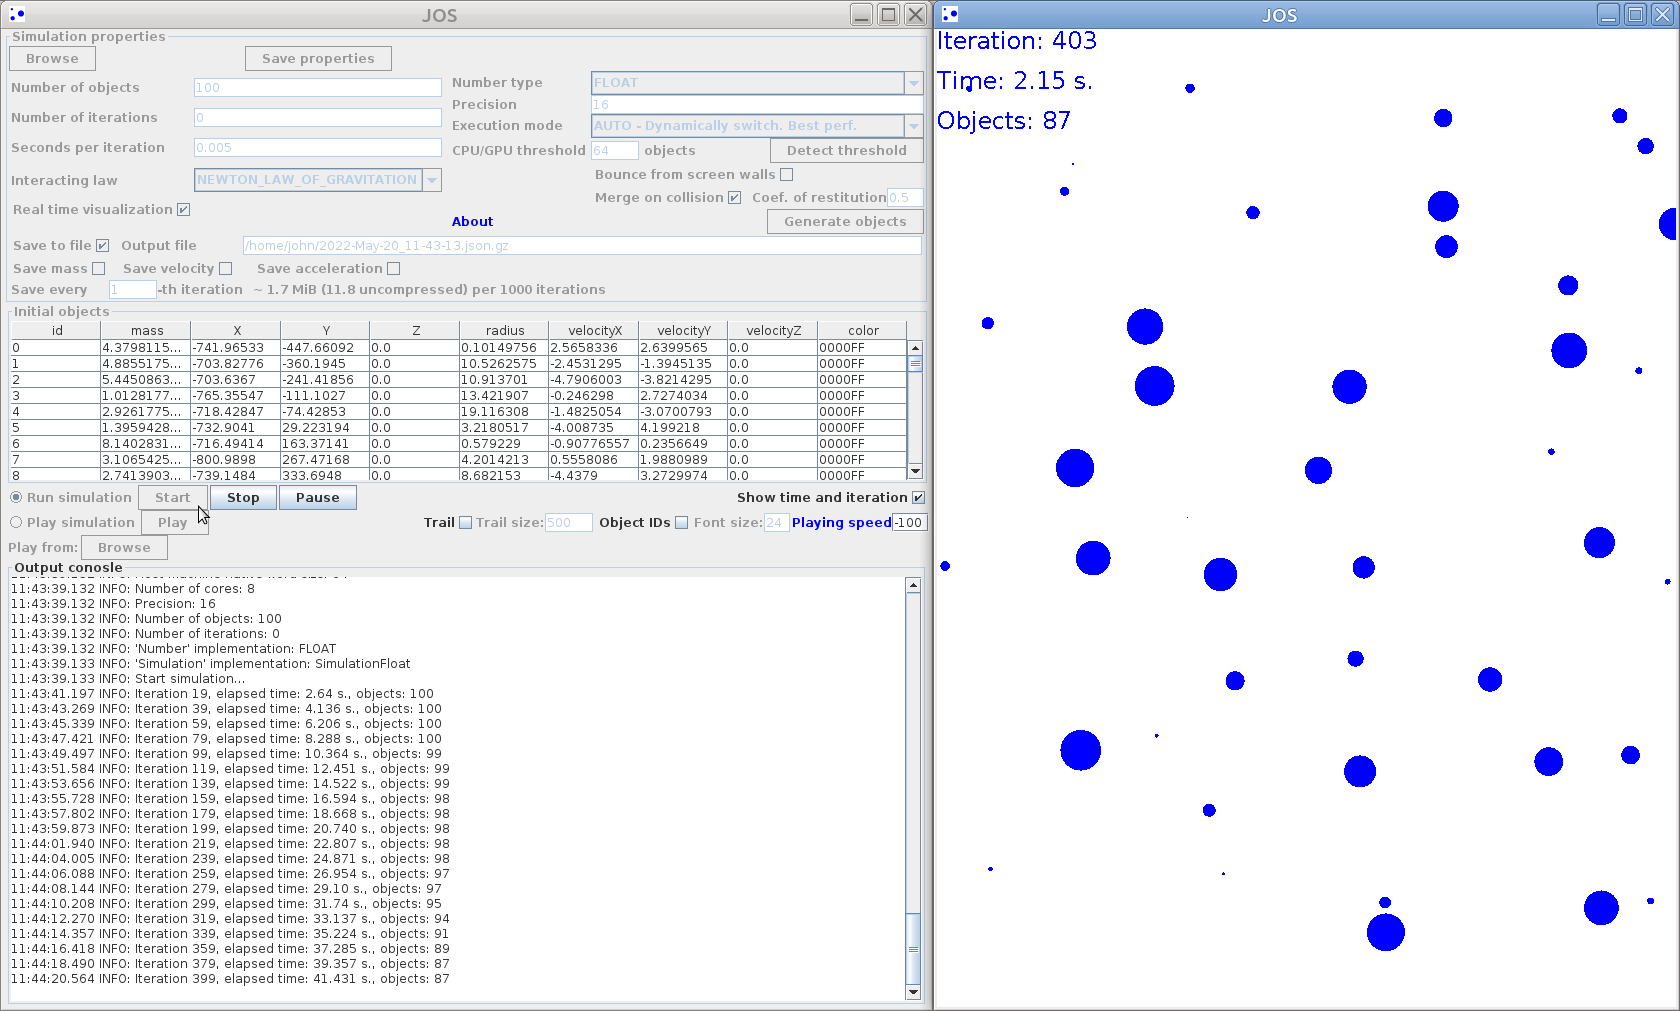 JOS
Simulation properties
Browse
Save properties
Number of objects 100
Number of iterations 0
Seconds per iteration 0.005
Interacting law NEWTON_LAW_OF_GRAVITATION
Real time visualization
Number type FLOAT
Precision 16
Execution mode AUTO - Dynamically switch. Best perf.
CPU/GPU threshold 64 objects Detect threshold
Bounce from screen walls
Merge on collision Coef. of restitution 0.5
About Generate objects
Save to file Output file /home/john/2022-May-20_11-43-13.json.gz
Save mass Save velocity Save acceleration
Save every 1 -th iteration ~ 1.7 MiB (11.8 uncompressed) per 1000 iterations
Initial objects
id mass X Y Z radius velocityX velocityY velocityZ color
0 4.3798115... -741.96533 -447.66092 0.0 0.10149756 2.5658336 2.6399565 0.0 0000FF
1 4.8855175... -703.82776 -360.1945 0.0 10.5262575 -2.4531295 -1.3945135 0.0 0000FF
2 5.4450863... -703.6367 -241.41856 0.0 10.913701 -4.7906003 -3.8214295 0.0 0000FF
3 1.0128177... -765.35547 -111.1027 0.0 13.421907 -0.246298 2.7274034 0.0 0000FF
4 2.9261775... -718.42847 -74.42853 0.0 19.116308 -1.4825054 -3.0700793 0.0 0000FF
5 1.3959428... -732.9041 29.223194 0.0 3.2180517 -4.008735 4.199218 0.0 0000FF
6 8.1402831... -716.49414 163.37141 0.0 0.579229 -0.90776557 0.2356649 0.0 0000FF
7 3.1065425... -800.9898 267.47168 0.0 4.2014213 0.5558086 1.9880989 0.0 0000FF
8 2.7413903... -739.1484 333.6948 0.0 8.682153 -4.4379 3.2729974 0.0 0000FF
Run simulation Start Stop Pause Show time and iteration
Play simulation Play Trail Trail size: 500 Object IDs Font size: 24 Playing speed -100
Play from: Browse
Output conosle
11:43:39.132 INFO: Number of cores: 8
11:43:39.132 INFO: Precision: 16
11:43:39.132 INFO: Number of objects: 100
11:43:39.132 INFO: Number of iterations: 0
11:43:39.132 INFO: 'Number' implementation: FLOAT
11:43:39.133 INFO: 'Simulation' implementation: SimulationFloat
11:43:39.133 INFO: Start simulation...
11:43:41.197 INFO: Iteration 19, elapsed time: 2.64 s., objects: 100
11:43:43.269 INFO: Iteration 39, elapsed time: 4.136 s., objects: 100
11:43:45.339 INFO: Iteration 59, elapsed time: 6.206 s., objects: 100
11:43:47.421 INFO: Iteration 79, elapsed time: 8.288 s., objects: 100
11:43:49.497 INFO: Iteration 99, elapsed time: 10.364 s., objects: 99
11:43:51.584 INFO: Iteration 119, elapsed time: 12.451 s., objects: 99
11:43:53.656 INFO: Iteration 139, elapsed time: 14.522 s., objects: 99
11:43:55.728 INFO: Iteration 159, elapsed time: 16.594 s., objects: 98
11:43:57.802 INFO: Iteration 179, elapsed time: 18.668 s., objects: 98
11:43:59.873 INFO: Iteration 199, elapsed time: 20.740 s., objects: 98
11:44:01.940 INFO: Iteration 219, elapsed time: 22.807 s., objects: 98
11:44:04.005 INFO: Iteration 239, elapsed time: 24.871 s., objects: 98
11:44:06.088 INFO: Iteration 259, elapsed time: 26.954 s., objects: 97
11:44:08.144 INFO: Iteration 279, elapsed time: 29.10 s., objects: 97
11:44:10.208 INFO: Iteration 299, elapsed time: 31.74 s., objects: 95
11:44:12.270 INFO: Iteration 319, elapsed time: 33.137 s., objects: 94
11:44:14.357 INFO: Iteration 339, elapsed time: 35.224 s., objects: 91
11:44:16.418 INFO: Iteration 359, elapsed time: 37.285 s., objects: 89
11:44:18.490 INFO: Iteration 379, elapsed time: 39.357 s., objects: 87
11:44:20.564 INFO: Iteration 399, elapsed time: 41.431 s., objects: 87
JOS
Iteration: 403
Time: 2.15 s.
Objects: 87